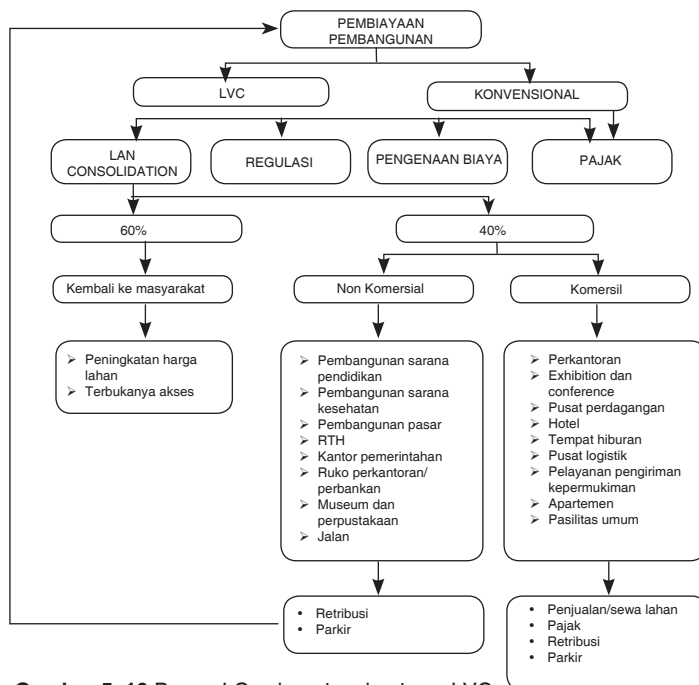 PEMBIAYAAN
PEMBANGUNAN
LVC
KONVENSIONAL
LAN
CONSOLIDATION
REGULASI
PENGENAAN BIAYA
PAJAK
60%
40%
Kembali ke masyarakat
Non Komersial
Komersil
➢ Peningkatan harga
lahan
➢ Terbukanya akses
➢ Pembangunan sarana
pendidikan
➢ Pembangunan sarana
kesehatan
➢ Pembangunan pasar
➢ RTH
➢ Kantor pemerintahan
➢ Ruko perkantoran/
perbankan
➢ Museum dan
perpustakaan
➢ Jalan
➢ Perkantoran
➢ Exhibition dan
conference
➢ Pusat perdagangan
➢ Hotel
➢ Tempat hiburan
➢ Pusat logistik
➢ Pelayanan pengiriman
kepermukiman
➢ Apartemen
➢ Pasilitas umum
• Retribusi
• Parkir
• Penjualan/sewa lahan
• Pajak
• Retribusi
• Parkir